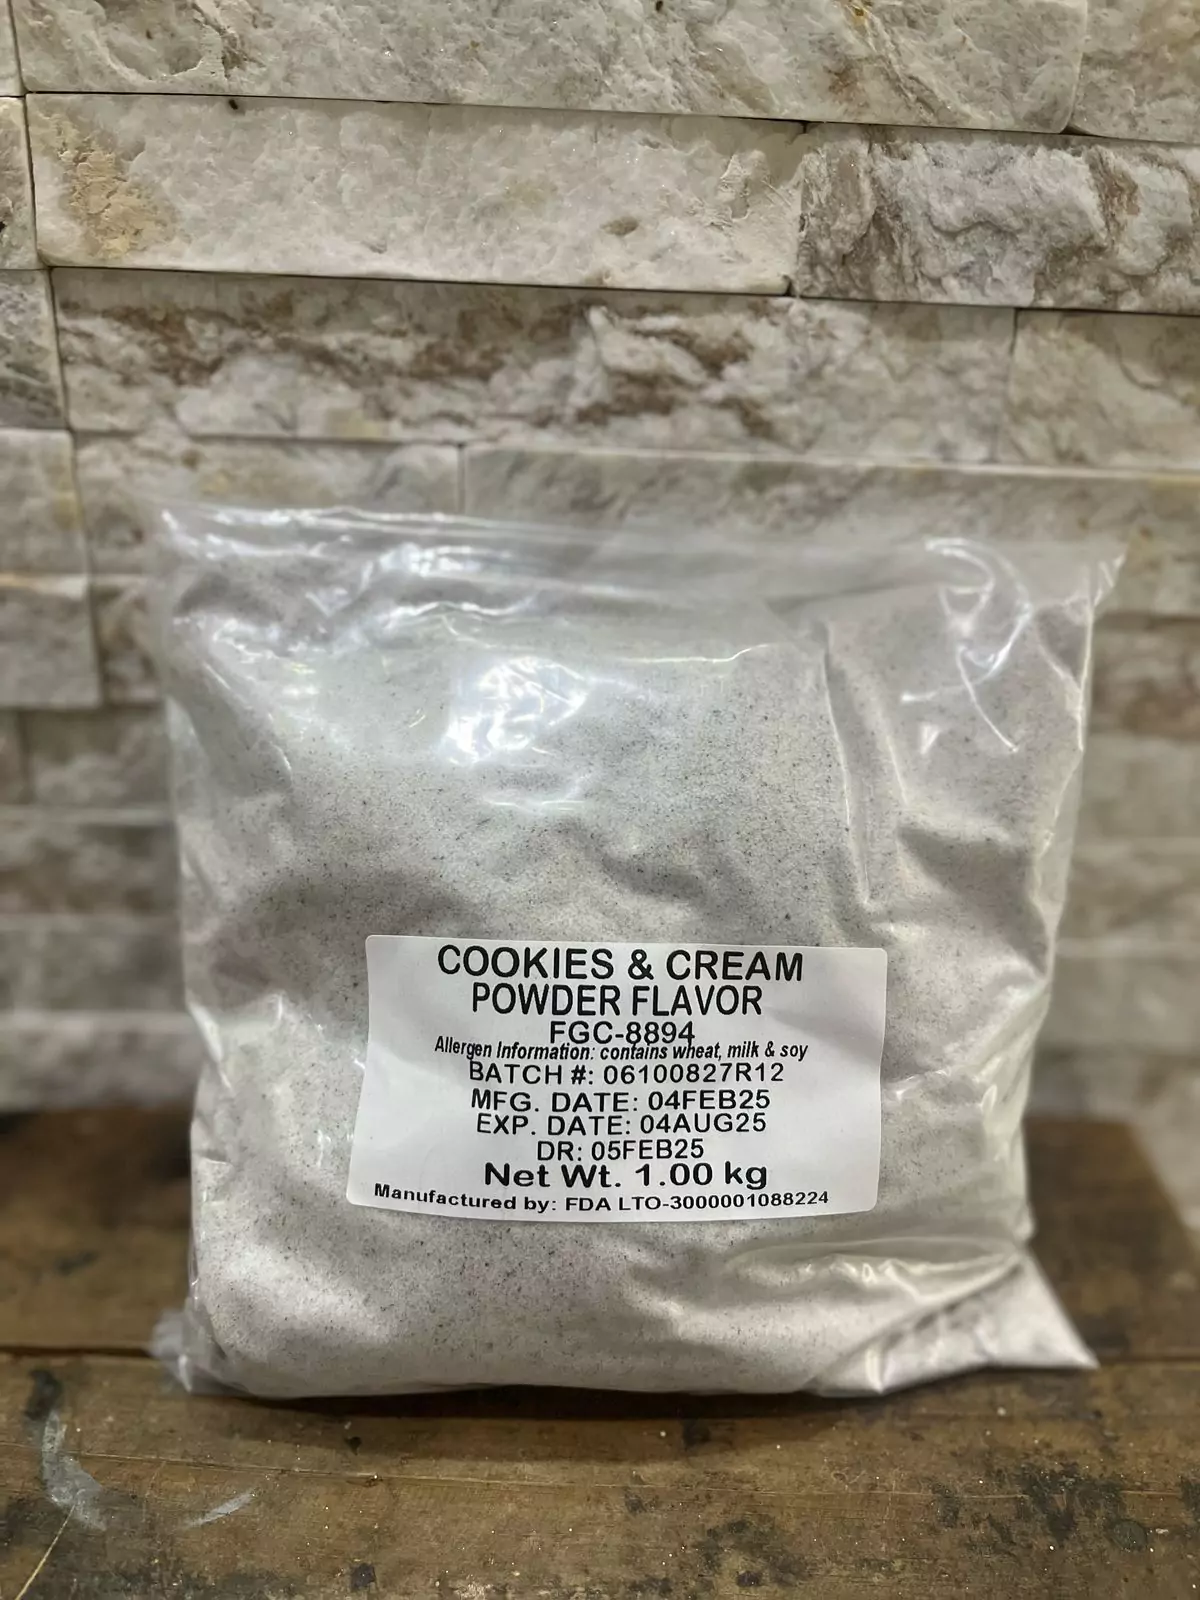 COOKIES & CREAM
POWDER FLAVOR
FGC-8894
Allergen Information: contains wheat, milk & soy
BATCH #: 06100827R12
MFG. DATE: 04FEB25
EXP. DATE: 04AUG25
DR: 05FEB25
Net Wt. 1.00 kg
Manufactured by: FDA LTO-3000001088224